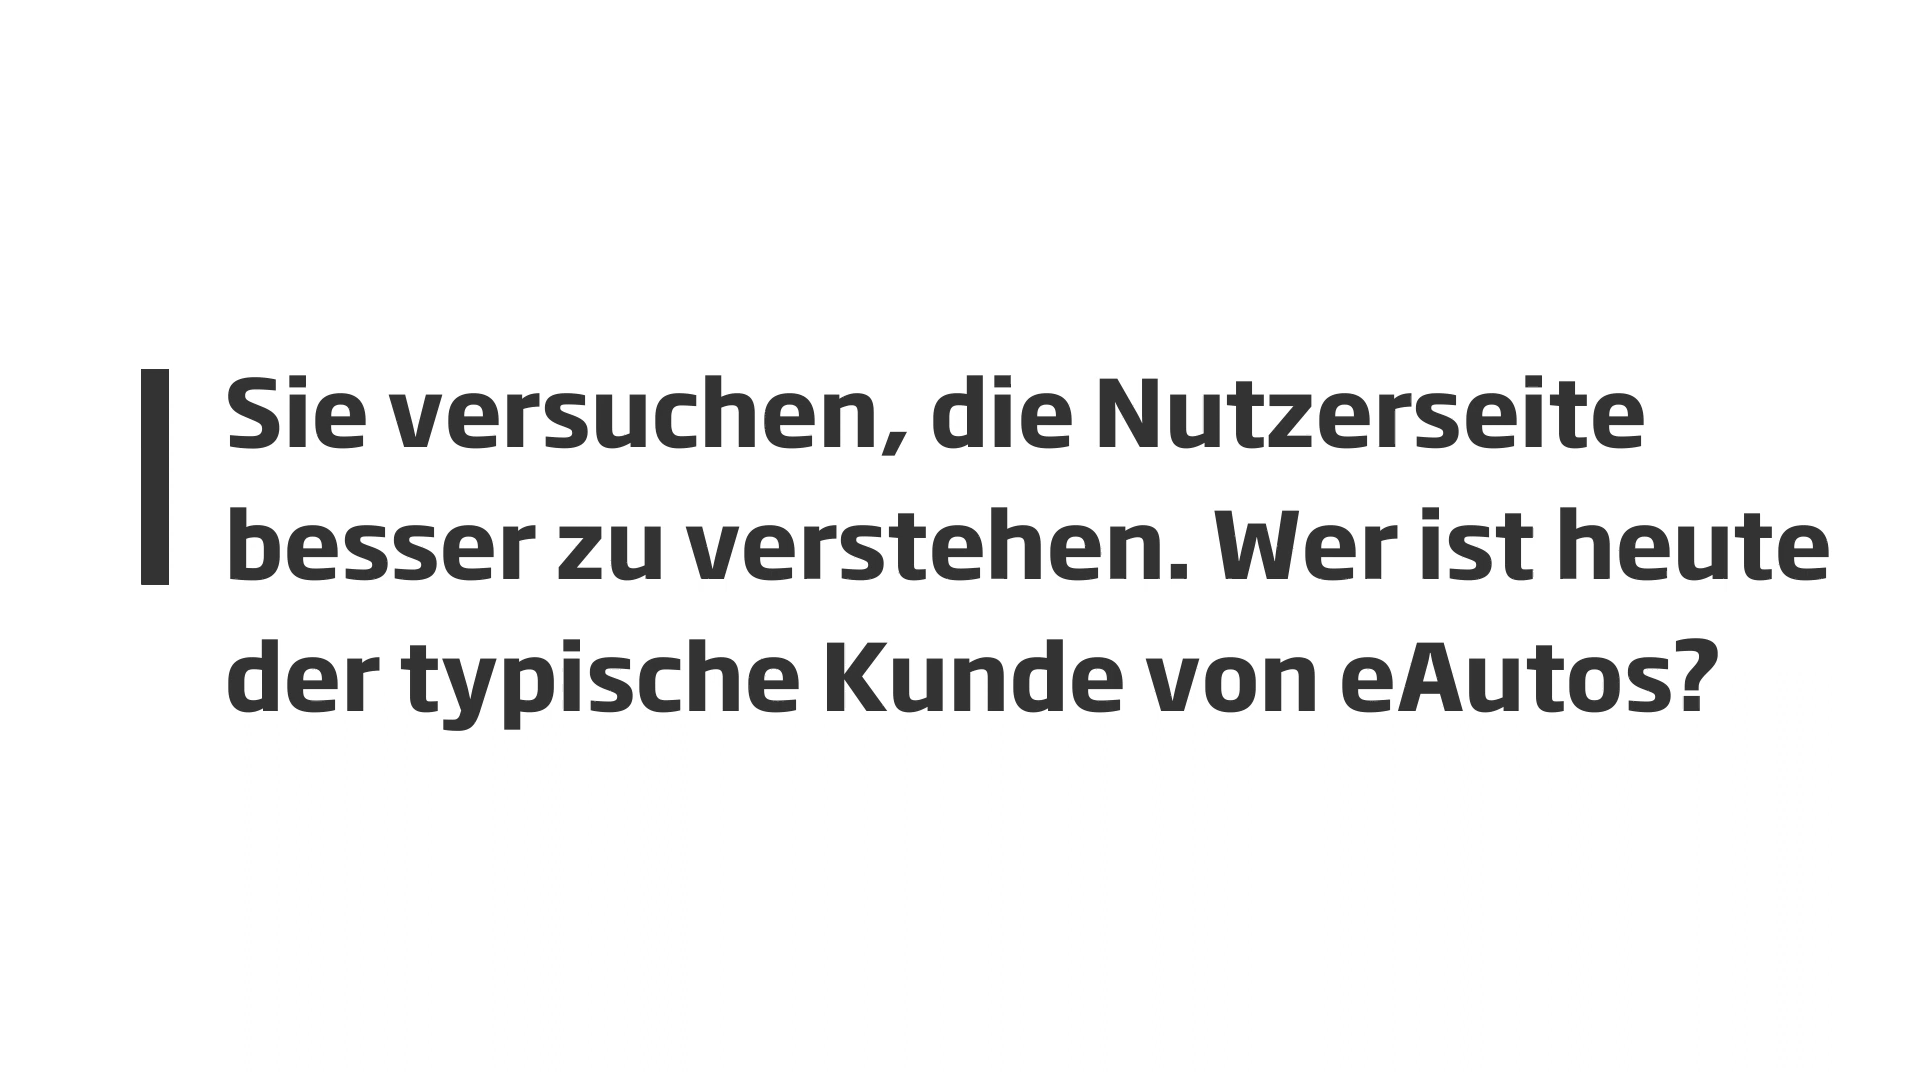 Sie versuchen, die Nutzerseite
besser zu verstehen. Wer ist heute
der typische Kunde von eAutos?